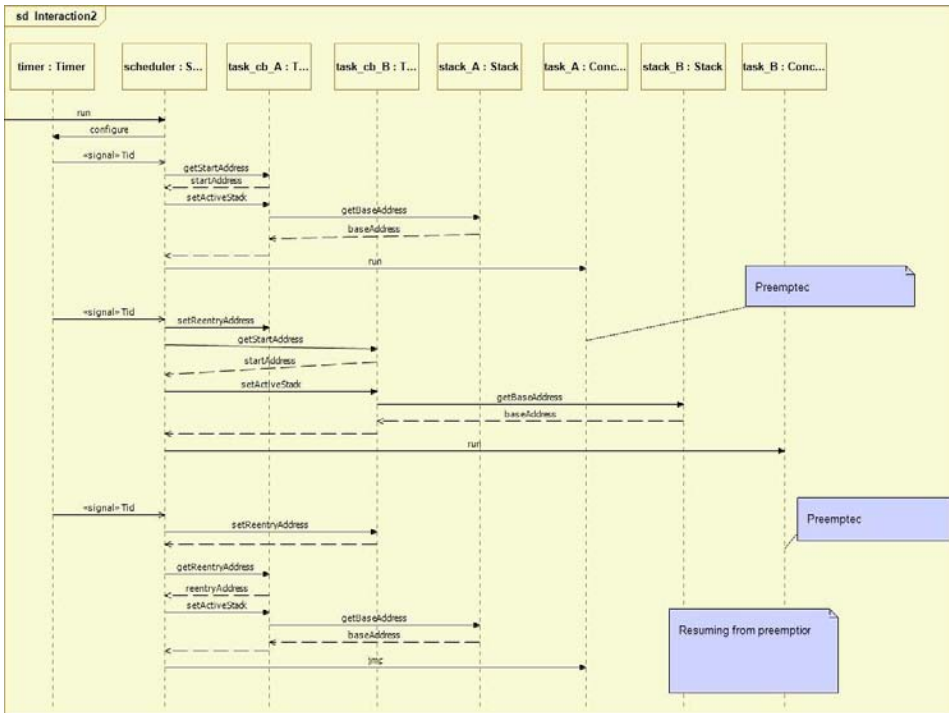 sd Interaction2
timer : Timer
scheduler : S...
task_cb_A : T...
task_cb_B : T...
stack_A : Stack
task_A : Conc...
stack_B : Stack
task_B : Conc...
run
configure
«signal» Tid
getStartAddress
startAddress
setActiveStack
getBaseAddress
baseAddress
run
Preemptec
«signal» Tid
setReentryAddress
getStartAddress
startAddress
setActiveStack
getBaseAddress
baseAddress
run
«signal» Tid
Preemptec
setReentryAddress
getReentryAddress
reentryAddress
setActiveStack
getBaseAddress
baseAddress
Resuming from preemptior